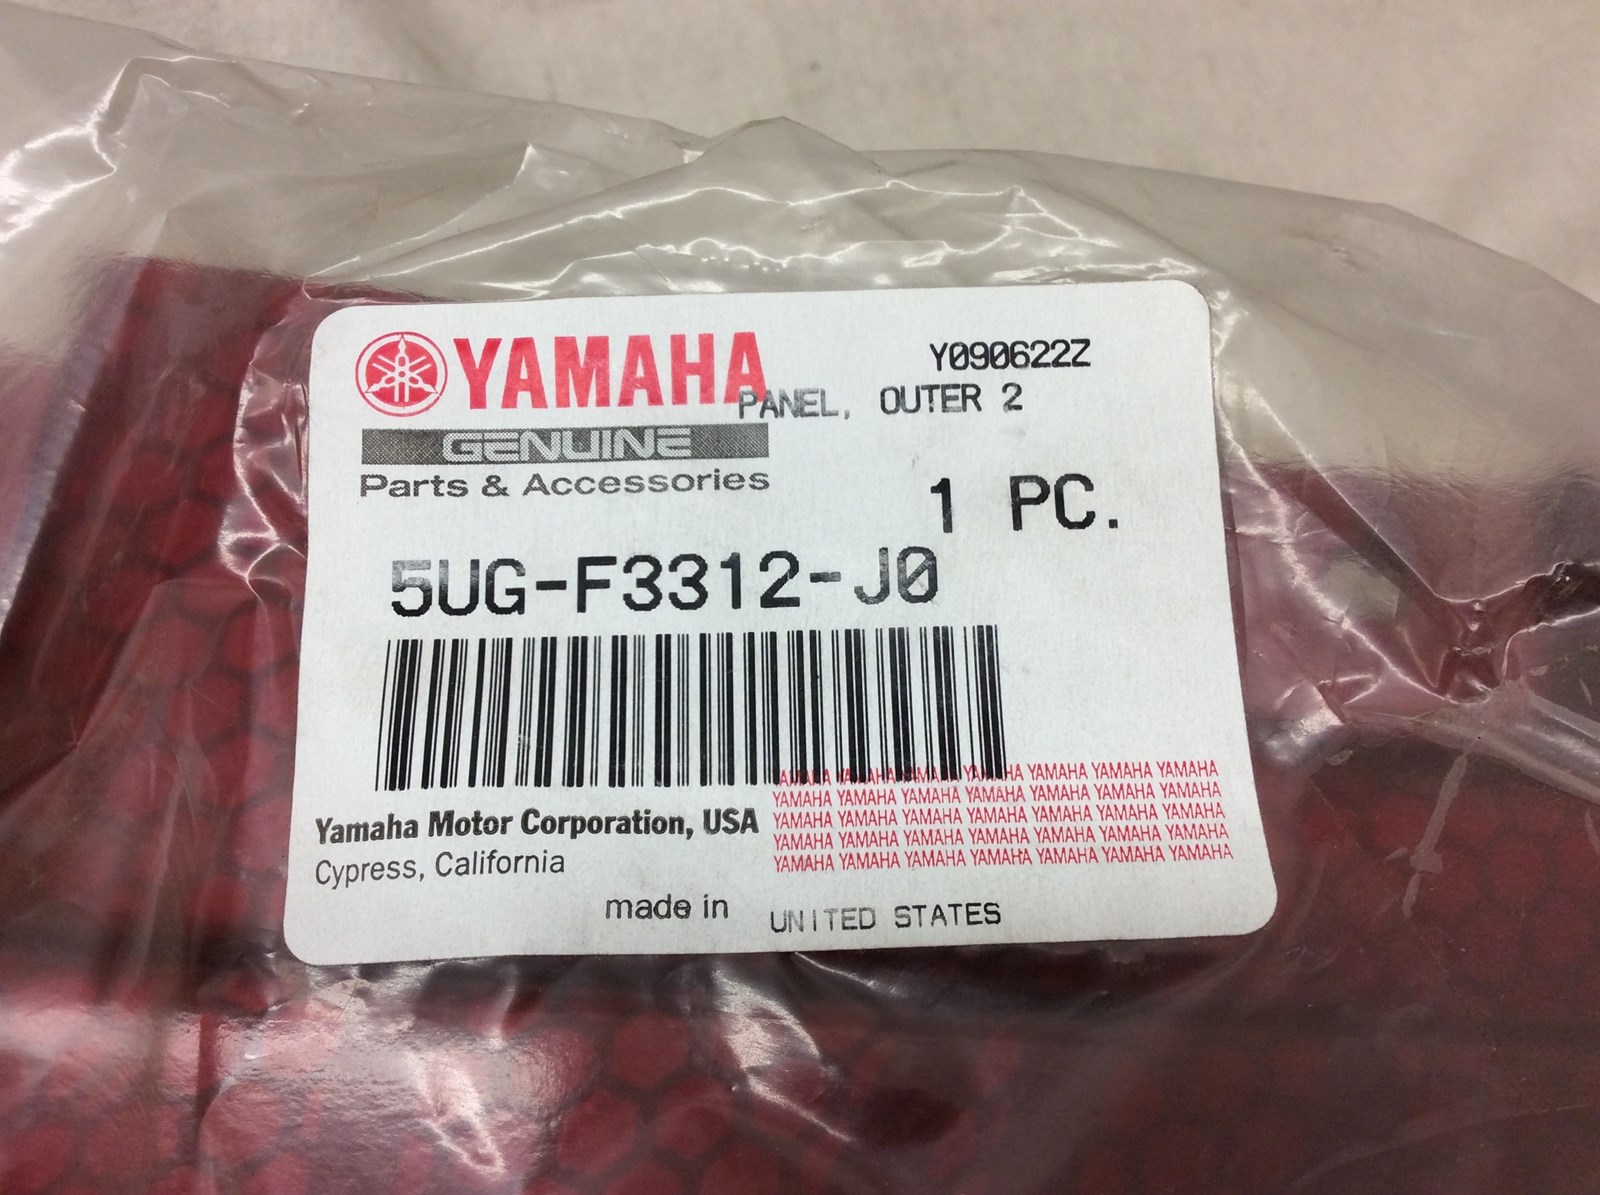 YAMAHA
Y090622Z
PANEL, OUTER 2
GENUINE
Parts & Accessories
1 PC.
5UG-F3312-J0
YAMAHA YAMAHA YAMAHA YAMAHA YAMAHA YAMAHA YAMAHA
YAMAHA YAMAHA YAMAHA YAMAHA YAMAHA YAMAHA YAMAHA
YAMAHA YAMAHA YAMAHA YAMAHA YAMAHA YAMAHA YAMAHA
YAMAHA YAMAHA YAMAHA YAMAHA YAMAHA YAMAHA YAMAHA
YAMAHA YAMAHA YAMAHA YAMAHA YAMAHA YAMAHA YAMAHA
Yamaha Motor Corporation, USA
Cypress, California
made in UNITED STATES